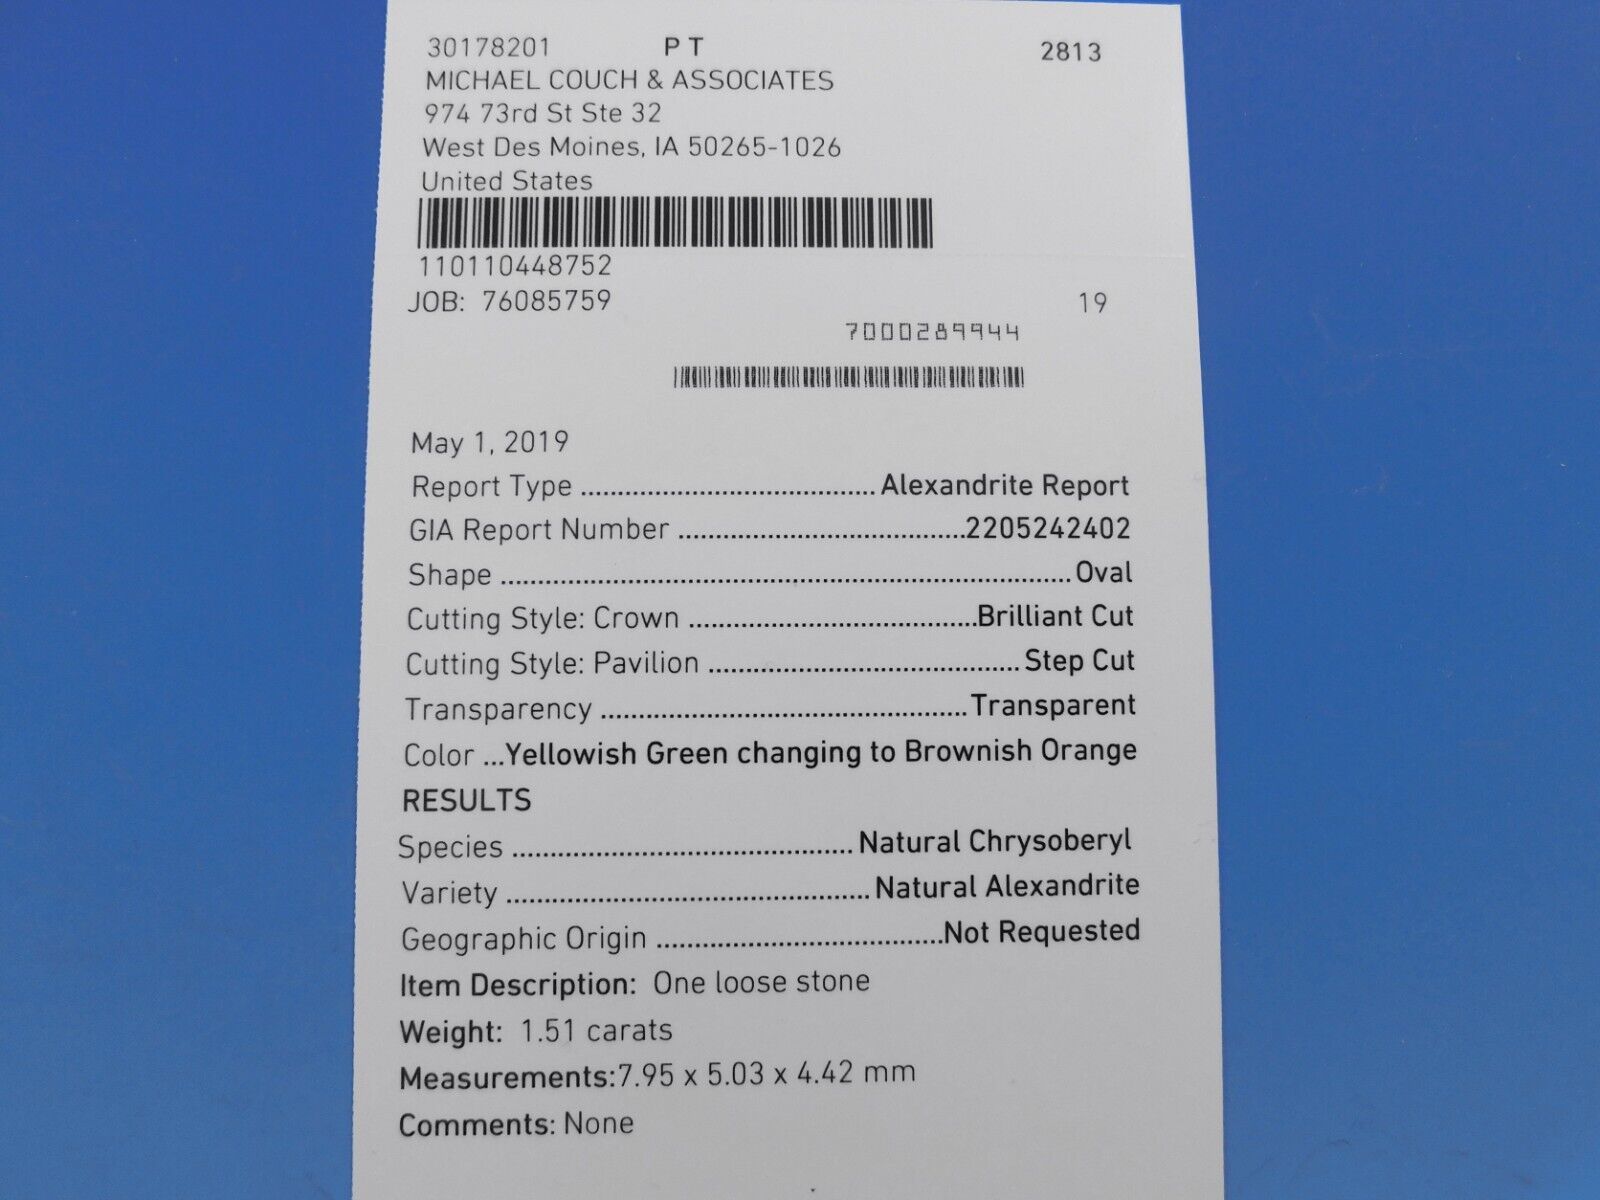 30178201 P T 2813
MICHAEL COUCH & ASSOCIATES
974 73rd St Ste 32
West Des Moines, IA 50265-1026
United States
110110448752
JOB: 76085759 19
7000289944
May 1, 2019
Report Type ........................................ Alexandrite Report
GIA Report Number .......................................2205242402
Shape .............................................................................. Oval
Cutting Style: Crown .......................................Brilliant Cut
Cutting Style: Pavilion .......................................... Step Cut
Transparency ..................................................Transparent
Color ...Yellowish Green changing to Brownish Orange
RESULTS
Species .............................................. Natural Chrysoberyl
Variety ................................................. Natural Alexandrite
Geographic Origin .......................................Not Requested
Item Description: One loose stone
Weight: 1.51 carats
Measurements:7.95 x 5.03 x 4.42 mm
Comments: None